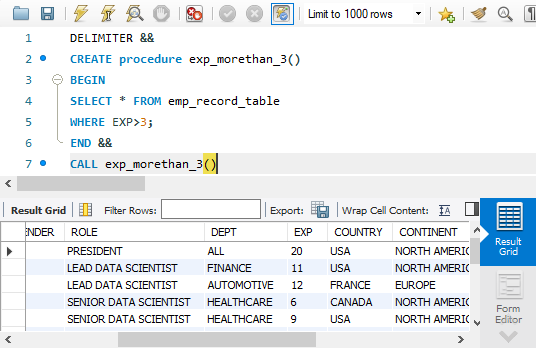 Limit to 1000 rows
1 DELIMITER &&
2 CREATE procedure exp_morethan_3()
3 BEGIN
4 SELECT * FROM emp_record_table
5 WHERE EXP>3;
6 END &&
7 CALL exp_morethan_3()
Result Grid Filter Rows: Export: Wrap Cell Content: IA
NDER ROLE DEPT EXP COUNTRY CONTINENT
PRESIDENT ALL 20 USA NORTH AMERIC
LEAD DATA SCIENTIST FINANCE 11 USA NORTH AMERIC
LEAD DATA SCIENTIST AUTOMOTIVE 12 FRANCE EUROPE
SENIOR DATA SCIENTIST HEALTHCARE 6 CANADA NORTH AMERIC
SENIOR DATA SCIENTIST HEALTHCARE 9 USA NORTH AMERIC
Result
Grid
Form
Editor